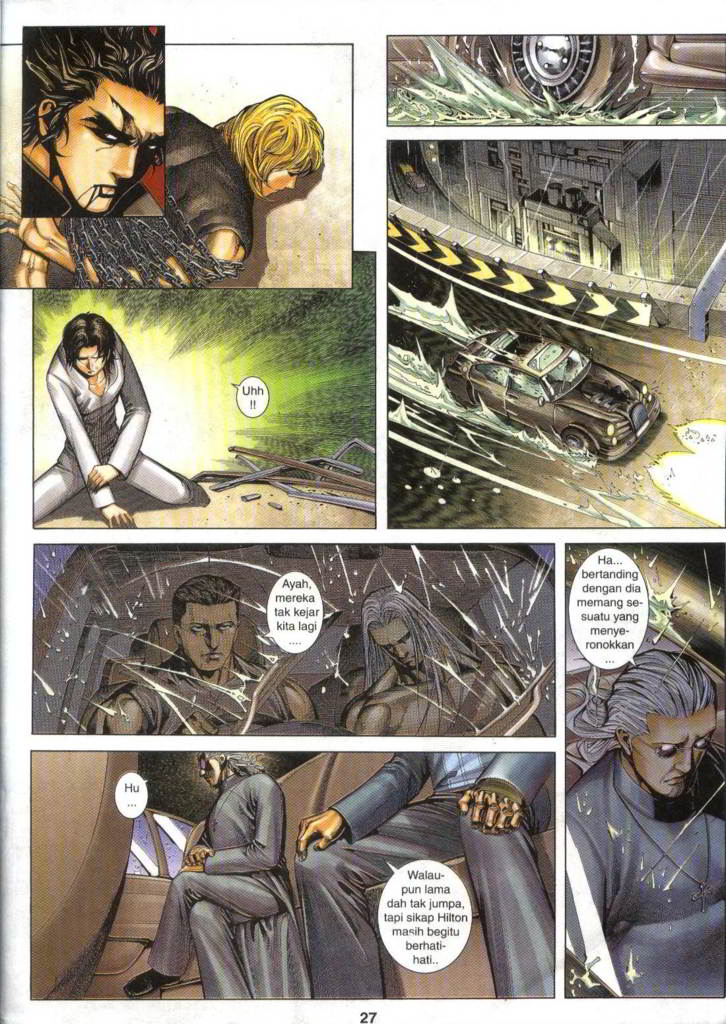 Uhh
!!
Ayah,
mereka
tak kejar
kita lagi
....
Ha...
bertanding
dengan dia
memang se-
suatu yang
menye-
ronokkan
...
Hu
...
Walau-
pun lama
dah tak jumpa,
tapi sikap Hilton
masih begitu
berhati-
hati..
27